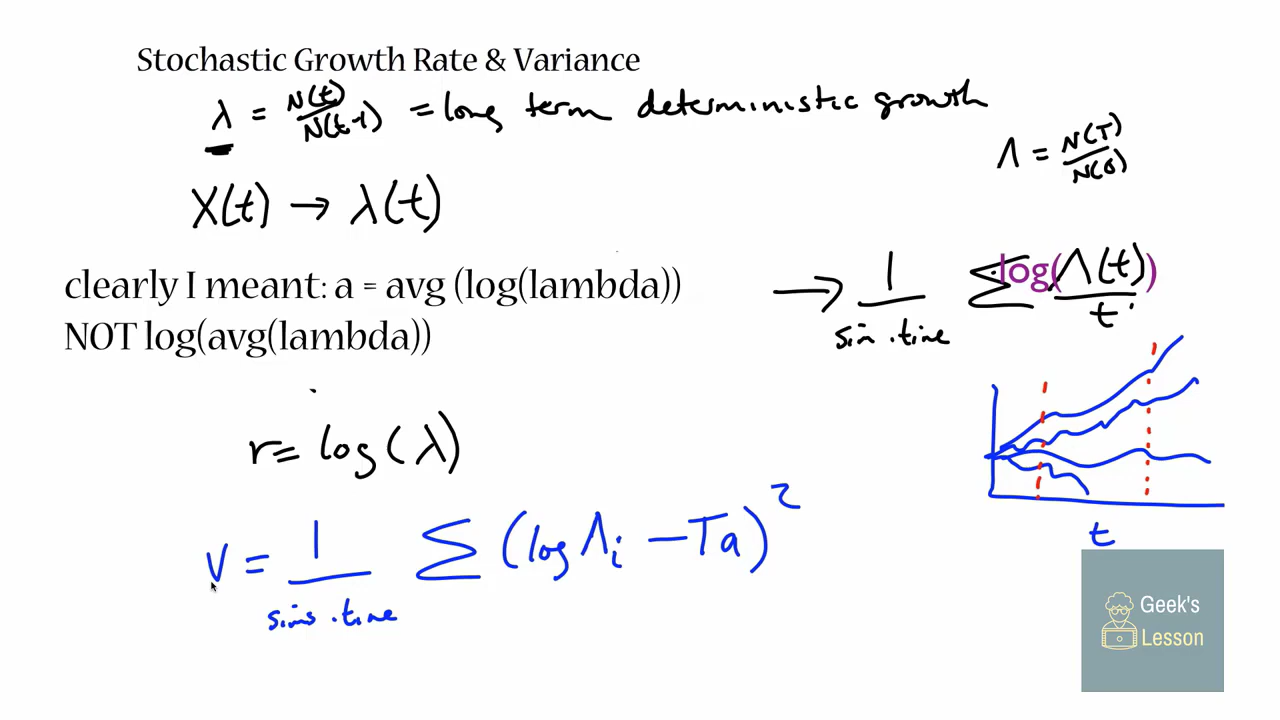 Stochastic Growth Rate & Variance
λ = N(t)/N(t-1) = long term deterministic growth
Λ = N(T)/N(0)
X(t) → λ(t)
clearly I meant: a = avg (log(lambda))
NOT log(avg(lambda))
→ 1/(sim . time) Σ log(Λ(t))/t
r = log(λ)
V = 1/(sims . time) Σ (log Λi − Ta)²
t
Geek's
Lesson